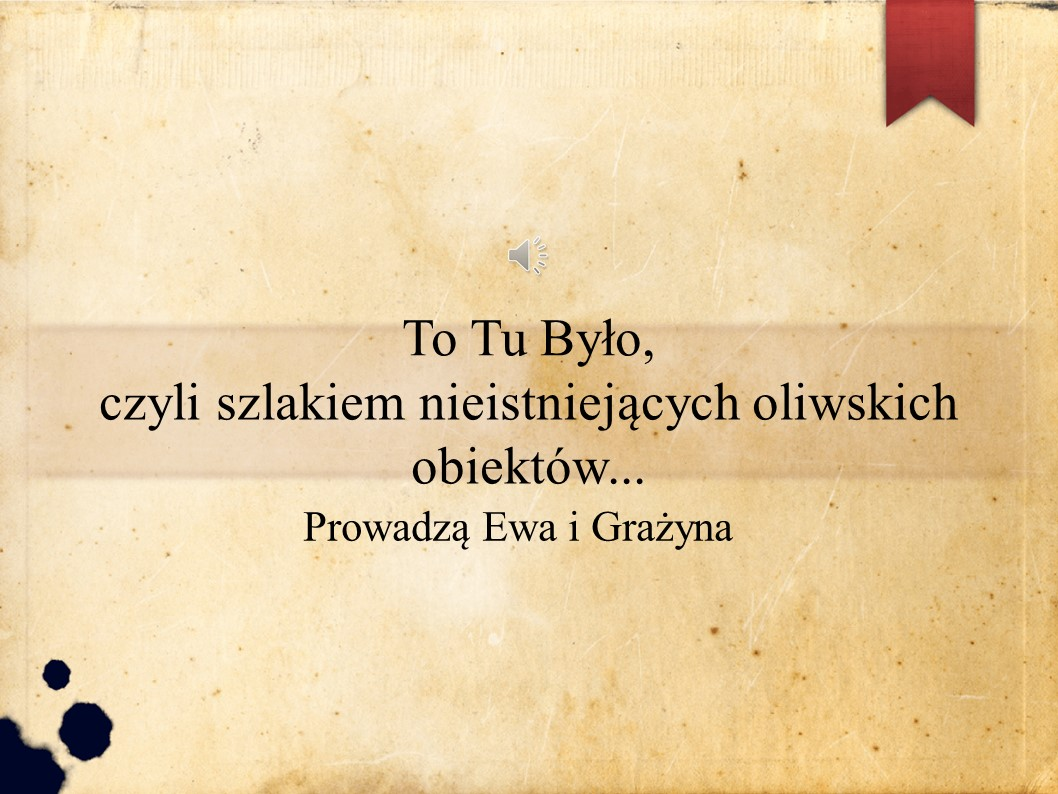 To Tu Było,
czyli szlakiem nieistniejących oliwskich
obiektów...
Prowadzą Ewa i Grażyna